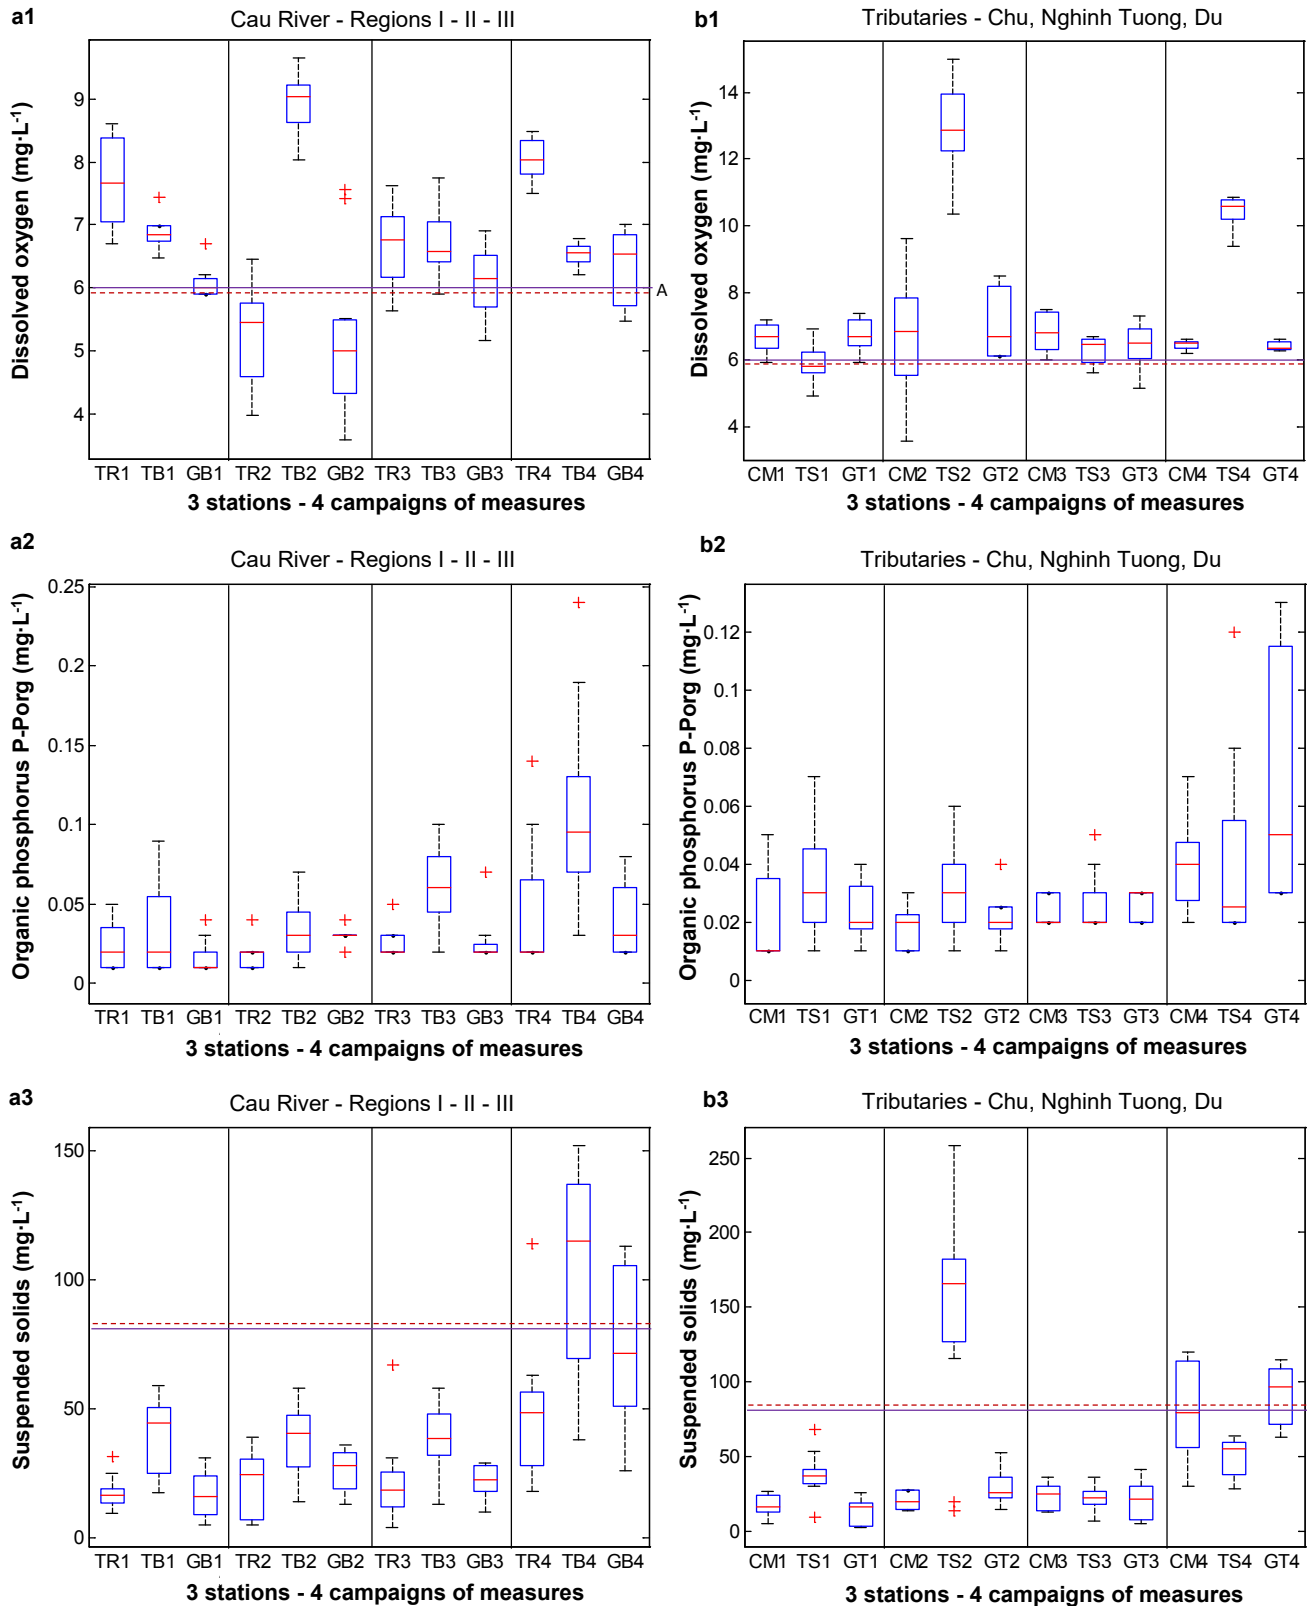 a1
Cau River - Regions I - II - III
Dissolved oxygen (mg·L-1)
9
8
7
6
5
4
A
TR1 TB1 GB1 TR2 TB2 GB2 TR3 TB3 GB3 TR4 TB4 GB4
3 stations - 4 campaigns of measures
b1
Tributaries - Chu, Nghinh Tuong, Du
Dissolved oxygen (mg·L-1)
14
12
10
8
6
4
CM1 TS1 GT1 CM2 TS2 GT2 CM3 TS3 GT3 CM4 TS4 GT4
3 stations - 4 campaigns of measures
a2
Cau River - Regions I - II - III
Organic phosphorus P-Porg (mg·L-1)
0.25
0.2
0.15
0.1
0.05
0
TR1 TB1 GB1 TR2 TB2 GB2 TR3 TB3 GB3 TR4 TB4 GB4
3 stations - 4 campaigns of measures
b2
Tributaries - Chu, Nghinh Tuong, Du
Organic phosphorus P-Porg (mg·L-1)
0.12
0.1
0.08
0.06
0.04
0.02
0
CM1 TS1 GT1 CM2 TS2 GT2 CM3 TS3 GT3 CM4 TS4 GT4
3 stations - 4 campaigns of measures
a3
Cau River - Regions I - II - III
Suspended solids (mg·L-1)
150
100
50
0
TR1 TB1 GB1 TR2 TB2 GB2 TR3 TB3 GB3 TR4 TB4 GB4
3 stations - 4 campaigns of measures
b3
Tributaries - Chu, Nghinh Tuong, Du
Suspended solids (mg·L-1)
250
200
150
100
50
0
CM1 TS1 GT1 CM2 TS2 GT2 CM3 TS3 GT3 CM4 TS4 GT4
3 stations - 4 campaigns of measures